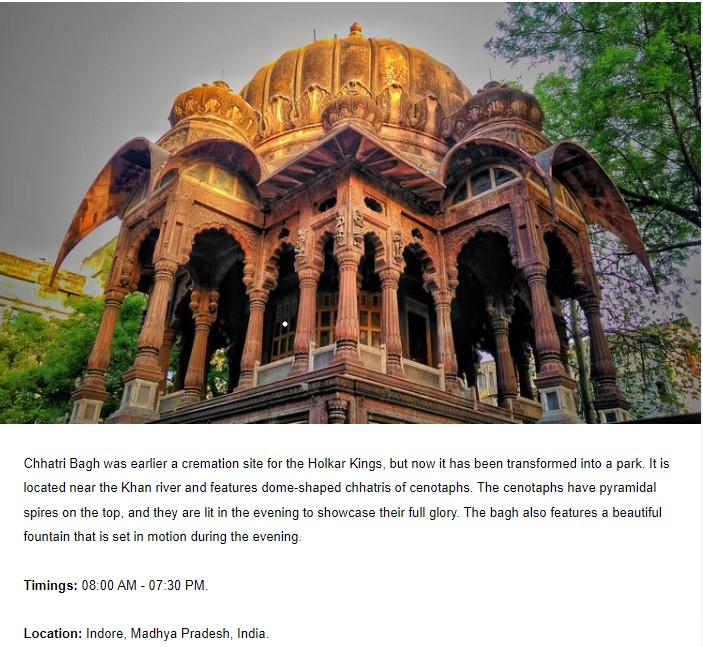 Chhatri Bagh was earlier a cremation site for the Holkar Kings, but now it has been transformed into a park. It is
located near the Khan river and features dome-shaped chhatris of cenotaphs. The cenotaphs have pyramidal
spires on the top, and they are lit in the evening to showcase their full glory. The bagh also features a beautiful
fountain that is set in motion during the evening.
Timings: 08:00 AM - 07:30 PM.
Location: Indore, Madhya Pradesh, India.